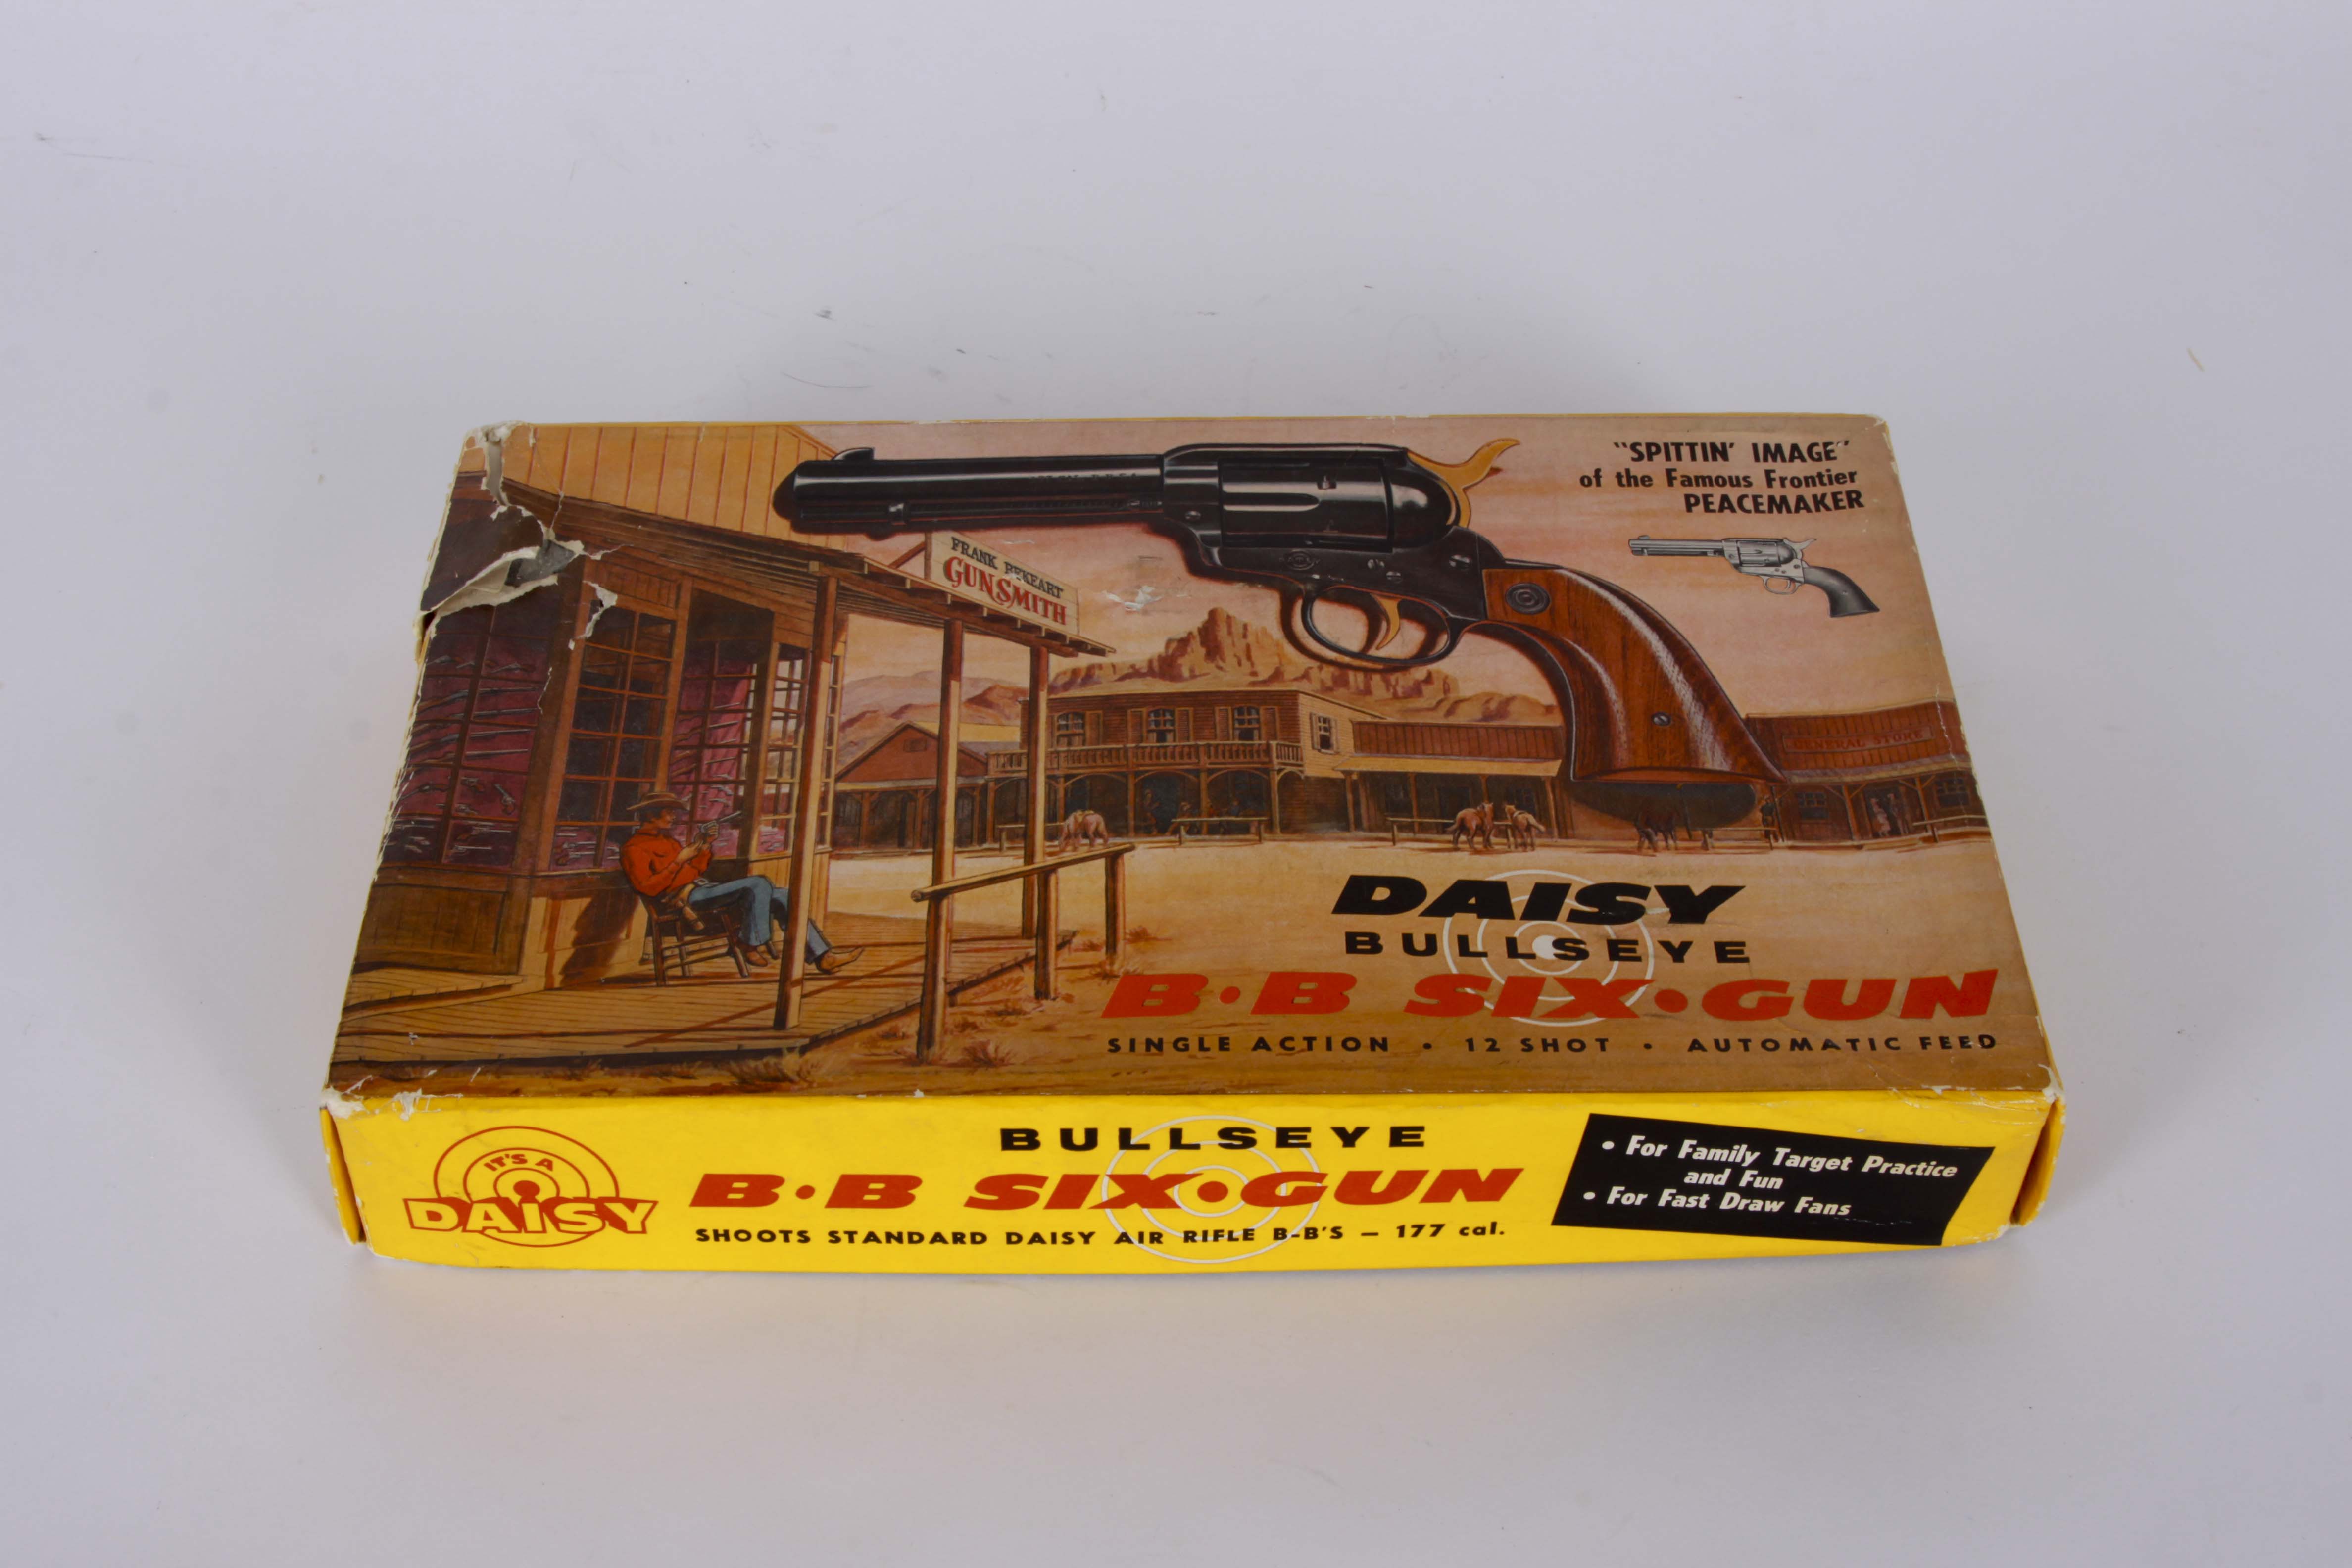 "SPITTIN' IMAGE"
of the Famous Frontier
PEACEMAKER
FRANK BEKEART
GUNSMITH
GENERAL STORE
DAISY
BULLSEYE
B•B SIX•GUN
SINGLE ACTION • 12 SHOT • AUTOMATIC FEED
IT'S A
DAISY
BULLSEYE
B•B SIX•GUN
SHOOTS STANDARD DAISY AIR RIFLE B-B'S — 177 cal.
• For Family Target Practice
and Fun
• For Fast Draw Fans